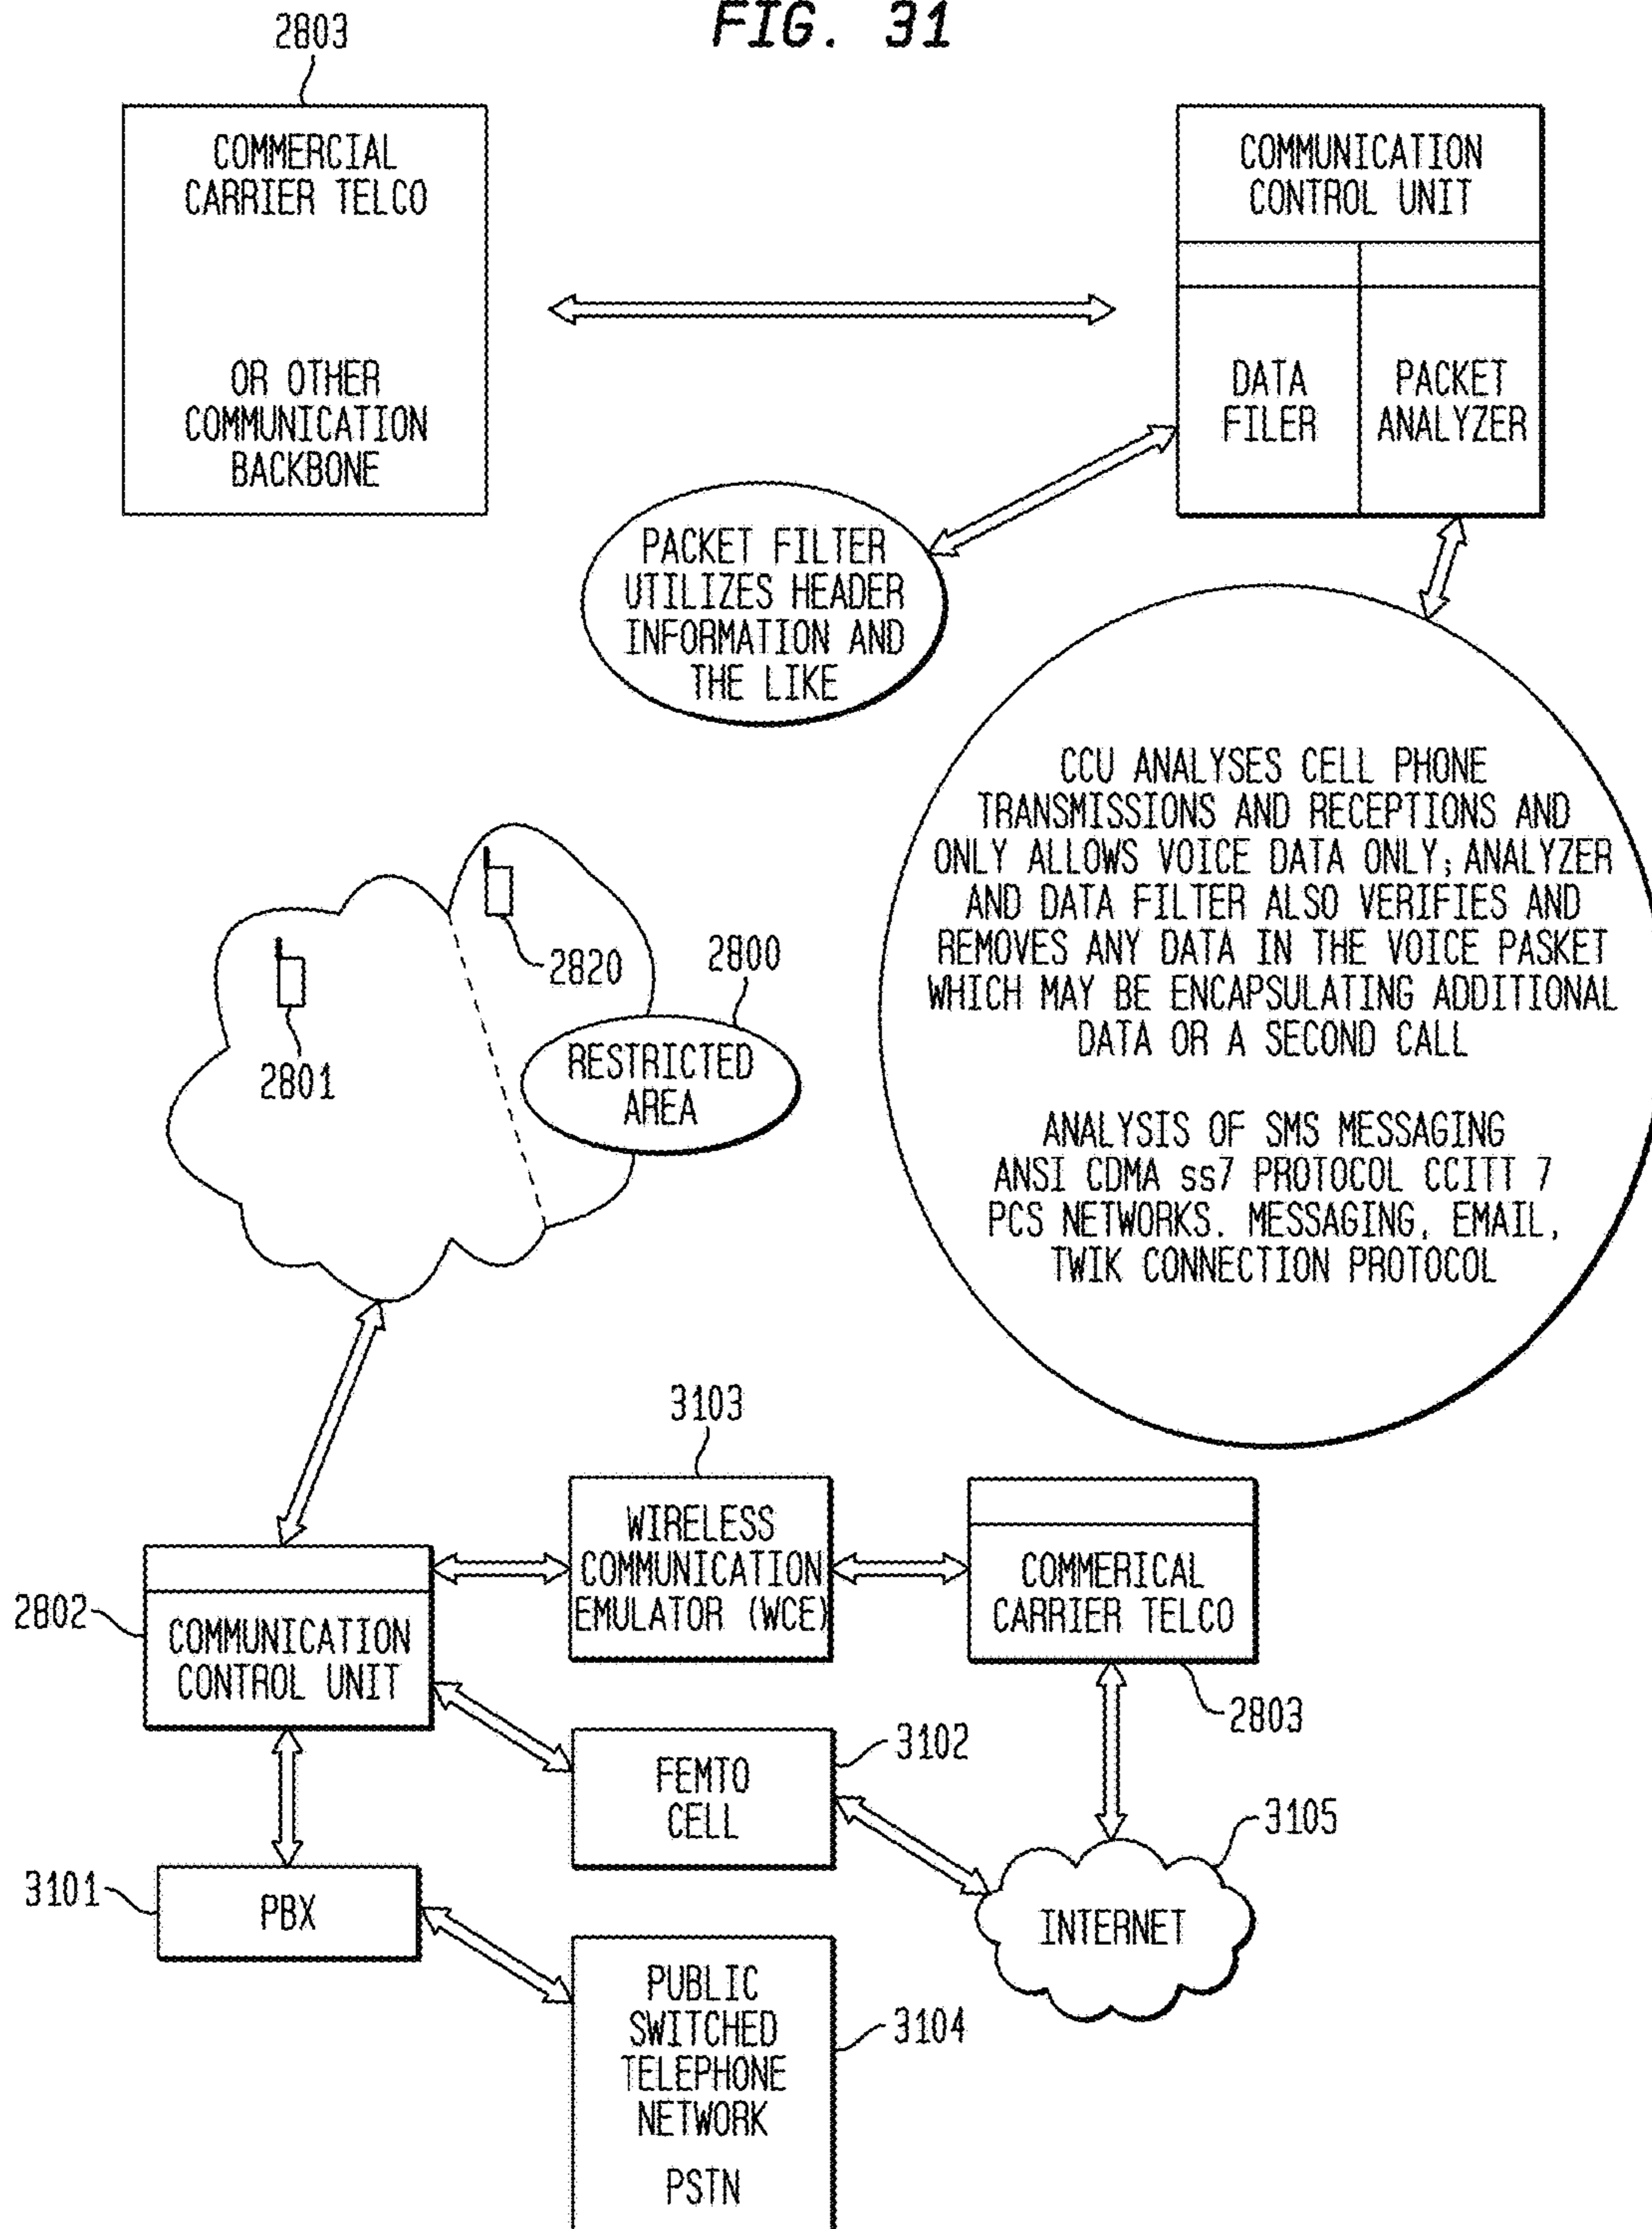 FIG. 31
2803
COMMERCIAL
CARRIER TELCO
OR OTHER
COMMUNICATION
BACKBONE
COMMUNICATION
CONTROL UNIT
DATA
FILER
PACKET
ANALYZER
PACKET FILTER
UTILIZES HEADER
INFORMATION AND
THE LIKE
CCU ANALYSES CELL PHONE
TRANSMISSIONS AND RECEPTIONS AND
ONLY ALLOWS VOICE DATA ONLY; ANALYZER
AND DATA FILTER ALSO VERIFIES AND
REMOVES ANY DATA IN THE VOICE PASKET
WHICH MAY BE ENCAPSULATING ADDITIONAL
DATA OR A SECOND CALL
ANALYSIS OF SMS MESSAGING
ANSI CDMA ss7 PROTOCOL CCITT 7
PCS NETWORKS. MESSAGING, EMAIL,
TWIK CONNECTION PROTOCOL
2820
2800
2801
RESTRICTED
AREA
3103
WIRELESS
COMMUNICATION
EMULATOR (WCE)
COMMERICAL
CARRIER TELCO
2803
2802
COMMUNICATION
CONTROL UNIT
3102
FEMTO
CELL
3105
INTERNET
3101
PBX
PUBLIC
SWITCHED
TELEPHONE
NETWORK
PSTN
3104